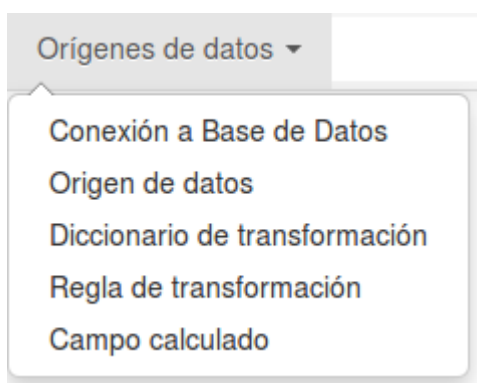 Orígenes de datos
Conexión a Base de Datos
Origen de datos
Diccionario de transformación
Regla de transformación
Campo calculado